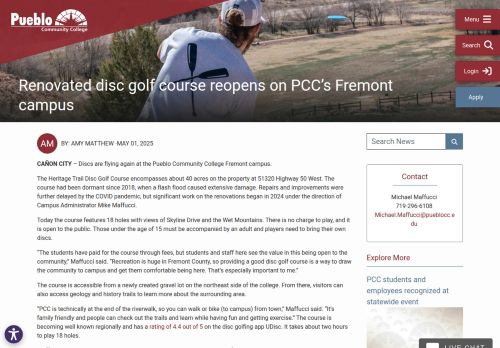 Pueblo
Community College
Menu
Search
Login
Apply
Renovated disc golf course reopens on PCC's Fremont
campus
AM BY: AMY MATTHEW MAY 01, 2025
CAÑON CITY – Discs are flying again at the Pueblo Community College Fremont campus.
The Heritage Trail Disc Golf Course encompasses about 40 acres on the property at 51320 Highway 50 West. The
course had been dormant since 2018, when a flash flood caused extensive damage. Repairs and improvements were
further delayed by the COVID pandemic, but significant work on the renovations began in 2024 under the direction of
Campus Administrator Mike Maffucci.
Today the course features 18 holes with views of Skyline Drive and the Wet Mountains. There is no charge to play, and it
is open to the public. Those under the age of 15 must be accompanied by an adult and players need to bring their own
discs.
"The students have paid for the course through fees, but students and staff here see the value in this being open to the
community," Maffucci said. "Recreation is huge in Fremont County, so providing a good disc golf course is a way to draw
the community to campus and get them comfortable being here. That's especially important to me."
The course is accessible from a newly created gravel lot on the northeast side of the college. From there, visitors can
also access geology and history trails to learn more about the surrounding area.
"PCC is technically at the end of the riverwalk, so you can walk or bike (to campus) from town," Maffucci said. "It's
family friendly and people can check out the trails and learn while having fun and getting exercise." The course is
becoming well known regionally and has a rating of 4.4 out of 5 on the disc golfing app UDisc. It takes about two hours
to play 18 holes.
Search News
Contact
Michael Maffucci
719-296-6108
Michael.Maffucci@pueblocc.e
du
Explore More
PCC students and
employees recognized at
statewide event